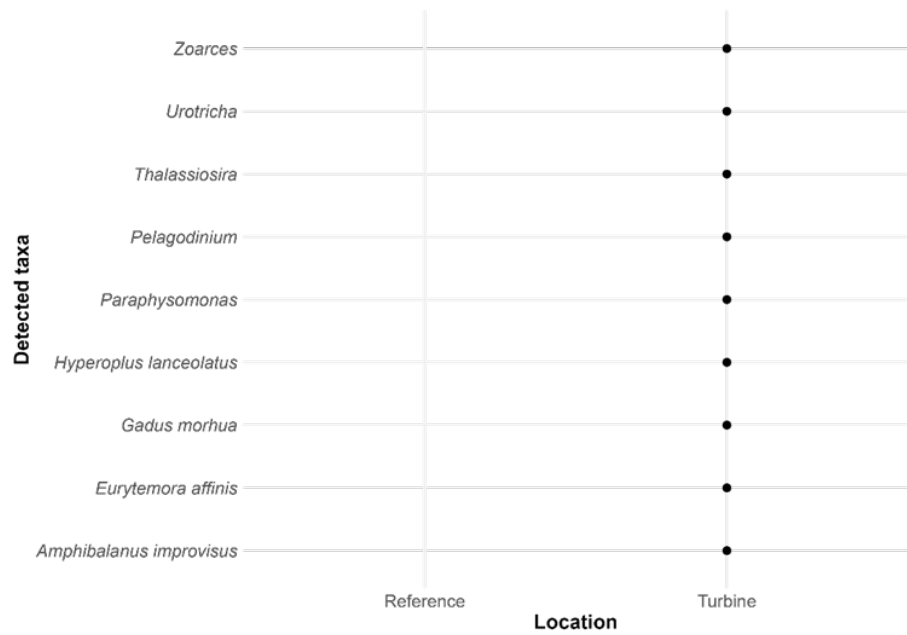 Detected taxa
Zoarces
Urotricha
Thalassiosira
Pelagodinium
Paraphysomonas
Hyperoplus lanceolatus
Gadus morhua
Eurytemora affinis
Amphibalanus improvisus
Reference
Turbine
Location